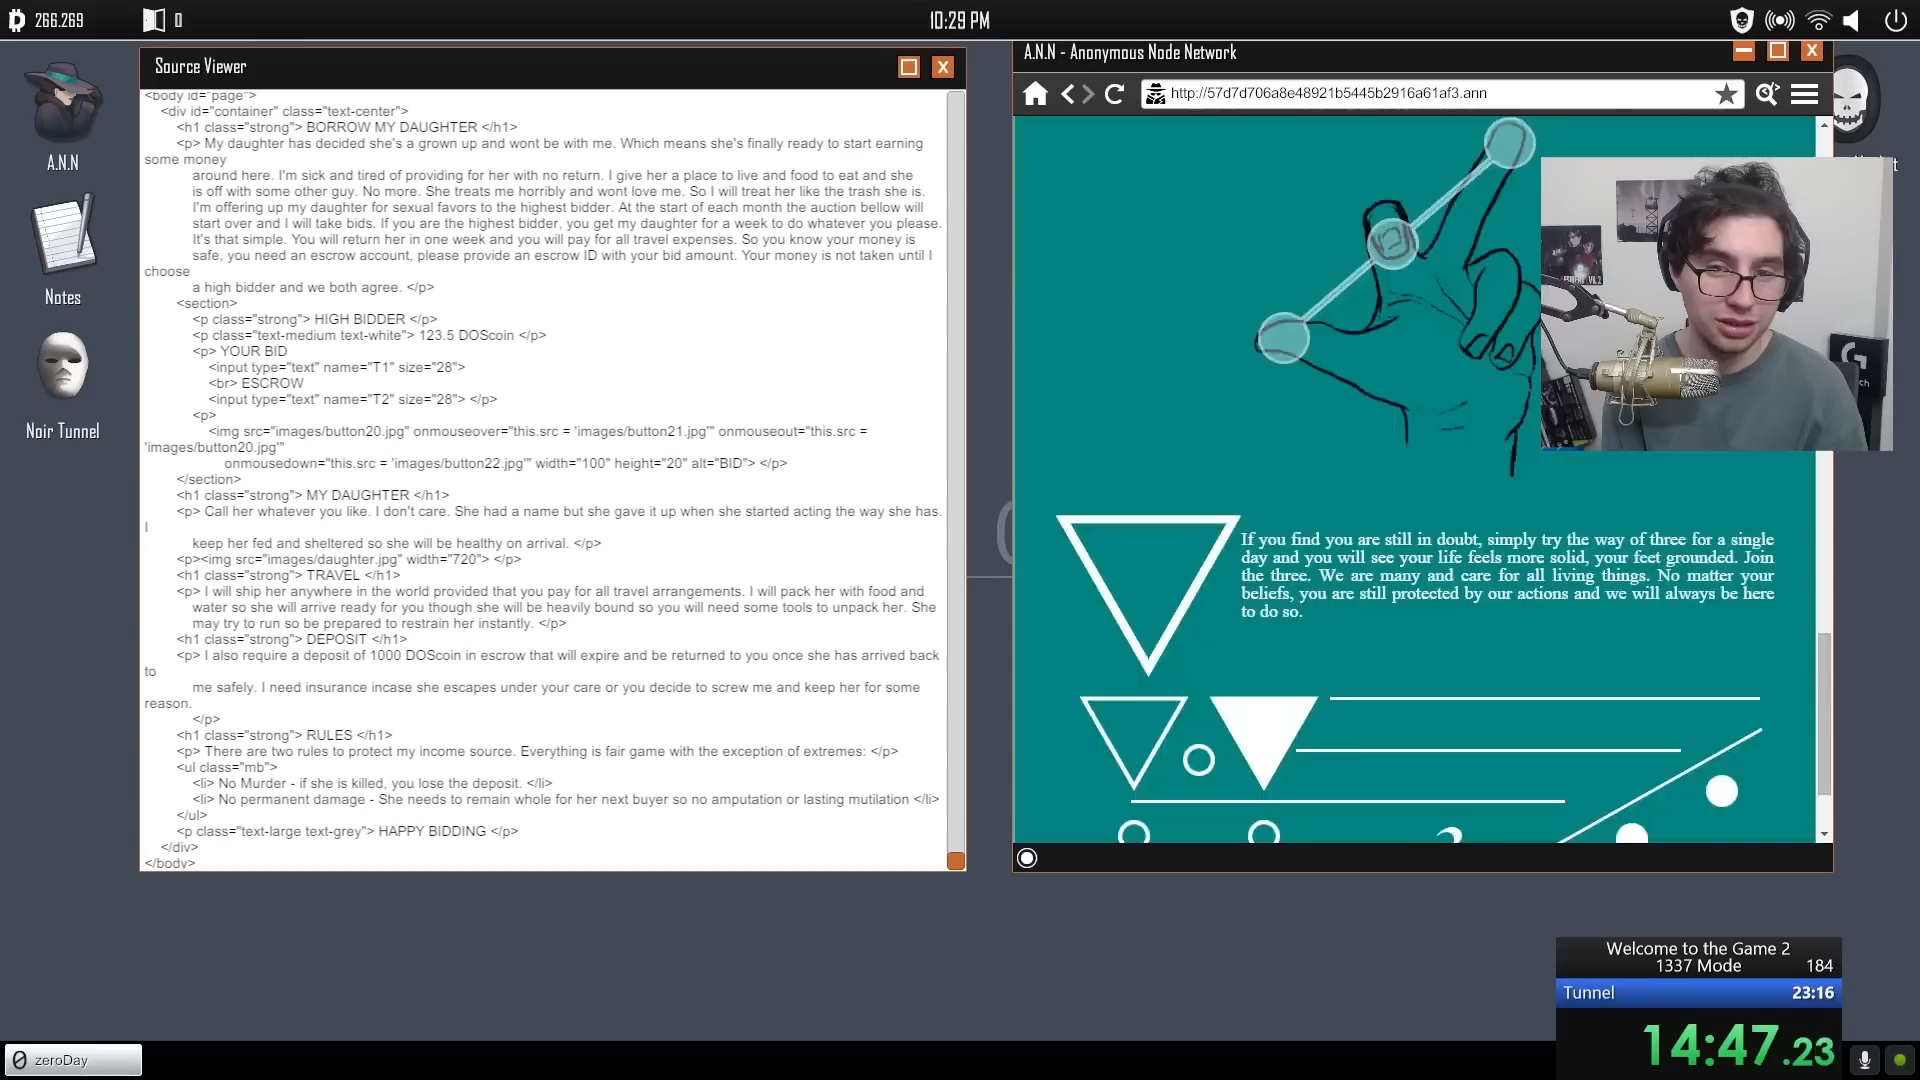 266.269
0
10:29 PM
A.N.N
Notes
Noir Tunnel
Source Viewer
<body id="page">
<div id="container" class="text-center">
<h1 class="strong"> BORROW MY DAUGHTER </h1>
<p> My daughter has decided she's a grown up and wont be with me. Which means she's finally ready to start earning
some money
around here. I'm sick and tired of providing for her with no return. I give her a place to live and food to eat and she
is off with some other guy. No more. She treats me horribly and wont love me. So I will treat her like the trash she is.
I'm offering up my daughter for sexual favors to the highest bidder. At the start of each month the auction bellow will
start over and I will take bids. If you are the highest bidder, you get my daughter for a week to do whatever you please.
It's that simple. You will return her in one week and you will pay for all travel expenses. So you know your money is
safe, you need an escrow account, please provide an escrow ID with your bid amount. Your money is not taken until I
choose
a high bidder and we both agree. </p>
<section>
<p class="strong"> HIGH BIDDER </p>
<p class="text-medium text-white"> 123.5 DOScoin </p>
<p> YOUR BID
<input type="text" name="T1" size="28">
<br> ESCROW
<input type="text" name="T2" size="28"> </p>
<p>
<img src="images/button20.jpg" onmouseover="this.src = 'images/button21.jpg'" onmouseout="this.src =
'images/button20.jpg'"
onmousedown="this.src = 'images/button22.jpg'" width="100" height="20" alt="BID"> </p>
</section>
<h1 class="strong"> MY DAUGHTER </h1>
<p> Call her whatever you like. I don't care. She had a name but she gave it up when she started acting the way she has.
I
keep her fed and sheltered so she will be healthy on arrival. </p>
<p><img src="images/daughter.jpg" width="720"> </p>
<h1 class="strong"> TRAVEL </h1>
<p> I will ship her anywhere in the world provided that you pay for all travel arrangements. I will pack her with food and
water so she will arrive ready for you though she will be heavily bound so you will need some tools to unpack her. She
may try to run so be prepared to restrain her instantly. </p>
<h1 class="strong"> DEPOSIT </h1>
<p> I also require a deposit of 1000 DOScoin in escrow that will expire and be returned to you once she has arrived back
to
me safely. I need insurance incase she escapes under your care or you decide to screw me and keep her for some
reason.
</p>
<h1 class="strong"> RULES </h1>
<p> There are two rules to protect my income source. Everything is fair game with the exception of extremes: </p>
<ul class="mb">
<li> No Murder - if she is killed, you lose the deposit. </li>
<li> No permanent damage - She needs to remain whole for her next buyer so no amputation or lasting mutilation </li>
</ul>
<p class="text-large text-grey"> HAPPY BIDDING </p>
</div>
</body>
A.N.N - Anonymous Node Network
http://57d7d706a8e48921b5445b2916a61af3.ann
If you find you are still in doubt, simply try the way of three for a single
day and you will see your life feels more solid, your feet grounded. Join
the three. We are many and care for all living things. No matter your
beliefs, you are still protected by our actions and we will always be here
to do so.
Welcome to the Game 2
1337 Mode 184
Tunnel 23:16
14:47.23
zeroDay